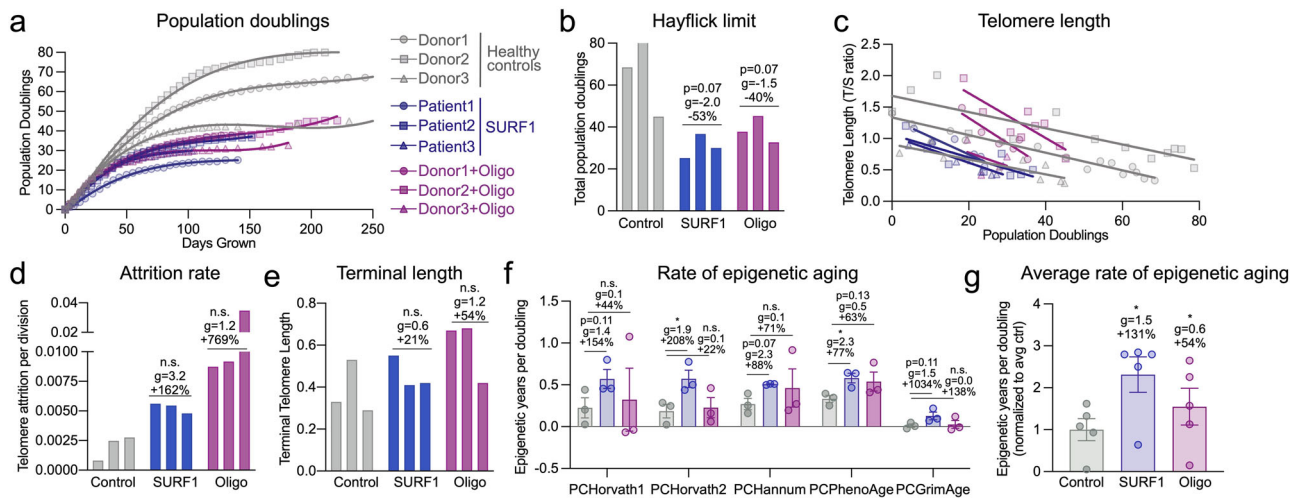 a
Population doublings
Population Doublings
80
70
60
50
40
30
20
10
0
0
50
100
150
200
250
Days Grown
Donor1
Donor2
Donor3
Healthy
controls
Patient1
Patient2
Patient3
SURF1
Donor1+Oligo
Donor2+Oligo
Donor3+Oligo
b
Hayflick limit
Total population doublings
80
60
40
20
0
p=0.07
g=-2.0
-53%
p=0.07
g=-1.5
-40%
Control
SURF1
Oligo
c
Telomere length
Telomere Length (T/S ratio)
2.5
2.0
1.5
1.0
0.5
0.0
0
20
40
60
80
Population Doublings
d
Attrition rate
Telomere attrition per division
0.04
0.02
0.0100
0.0075
0.0050
0.0025
0.0000
n.s.
g=3.2
+162%
n.s.
g=1.2
+769%
Control
SURF1
Oligo
e
Terminal length
Terminal Telomere Length
0.8
0.6
0.4
0.2
0.0
n.s.
g=0.6
+21%
n.s.
g=1.2
+54%
Control
SURF1
Oligo
f
Rate of epigenetic aging
Epigenetic years per doubling
1.5
1.0
0.5
0.0
-0.5
n.s.
g=0.1
+44%
p=0.11
g=1.4
+154%
*
g=1.9
+208%
n.s.
g=0.1
+22%
n.s.
g=0.1
+71%
p=0.07
g=2.3
+88%
p=0.13
g=0.5
+63%
*
g=2.3
+77%
p=0.11
g=1.5
+1034%
n.s.
g=0.0
+138%
PCHorvath1
PCHorvath2
PCHannum
PCPhenoAge
PCGrimAge
g
Average rate of epigenetic aging
Epigenetic years per doubling
(normalized to avg ctrl)
4
3
2
1
0
*
g=1.5
+131%
*
g=0.6
+54%
Control
SURF1
Oligo